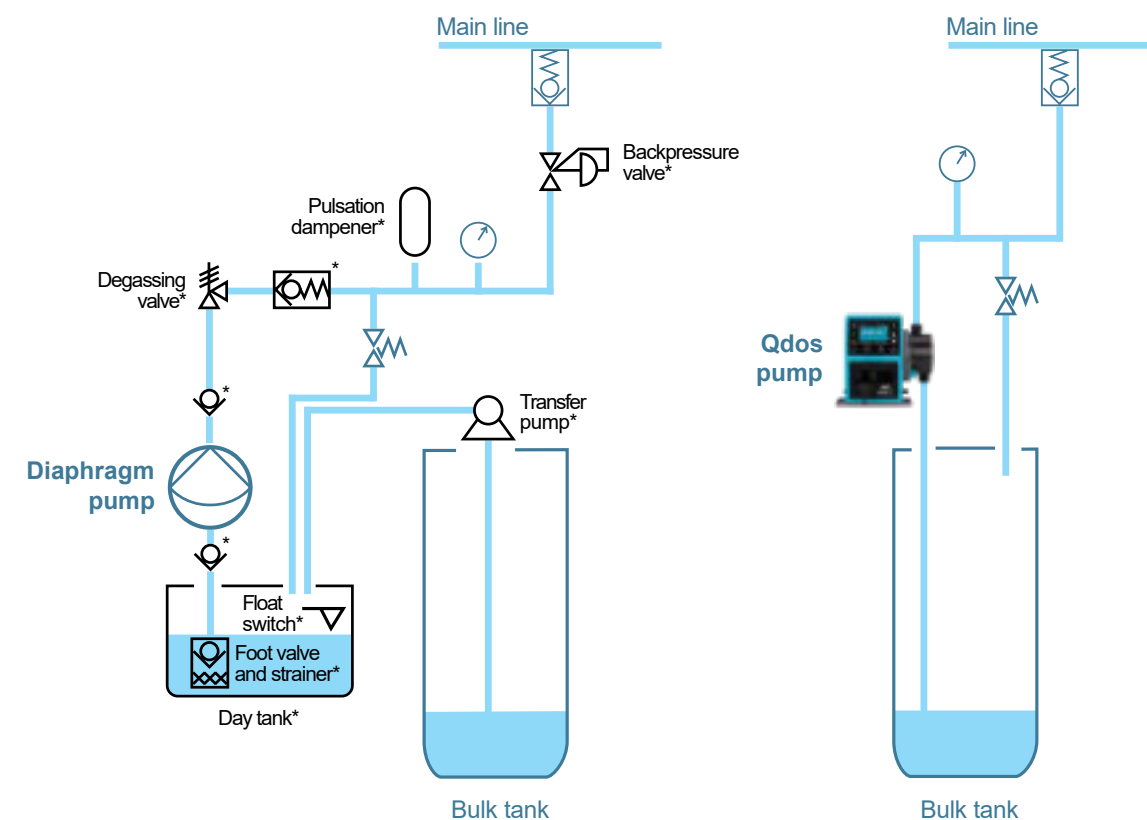 Main line
Backpressure
valve*
Pulsation
dampener*
*
Degassing
valve*
*
Transfer
pump*
Diaphragm
pump
*
Float
switch*
Foot valve
and strainer*
Day tank*
Bulk tank
Main line
Qdos
pump
Bulk tank